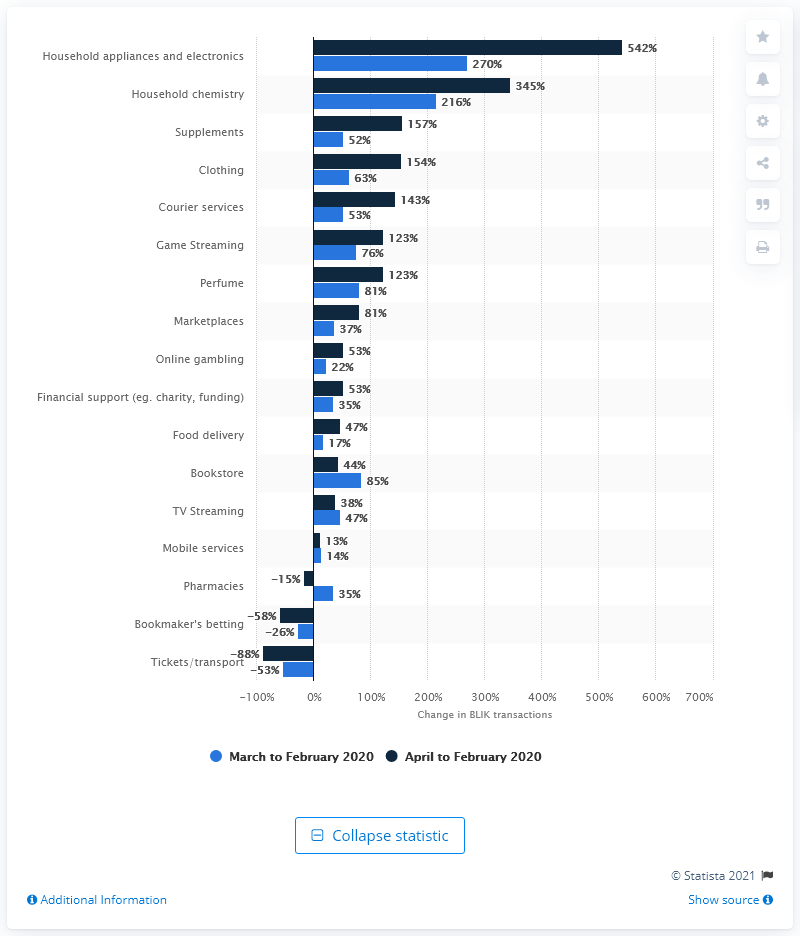 Household appliances and electronics 542% 270%
Household chemistry 345% 216%
Supplements 157% 52%
Clothing 154% 63%
Courier services 143% 53%
Game Streaming 123% 76%
Perfume 123% 81%
Marketplaces 81% 37%
Online gambling 53% 22%
Financial support (eg. charity, funding) 53% 35%
Food delivery 47% 17%
Bookstore 44% 85%
TV Streaming 38% 47%
Mobile services 13% 14%
Pharmacies −15% 35%
Bookmaker's betting −58% −26%
Tickets/transport −88% −53%
−100% 0% 100% 200% 300% 400% 500% 600% 700%
Change in BLIK transactions
March to February 2020 April to February 2020
Collapse statistic
© Statista 2021
Additional Information Show source